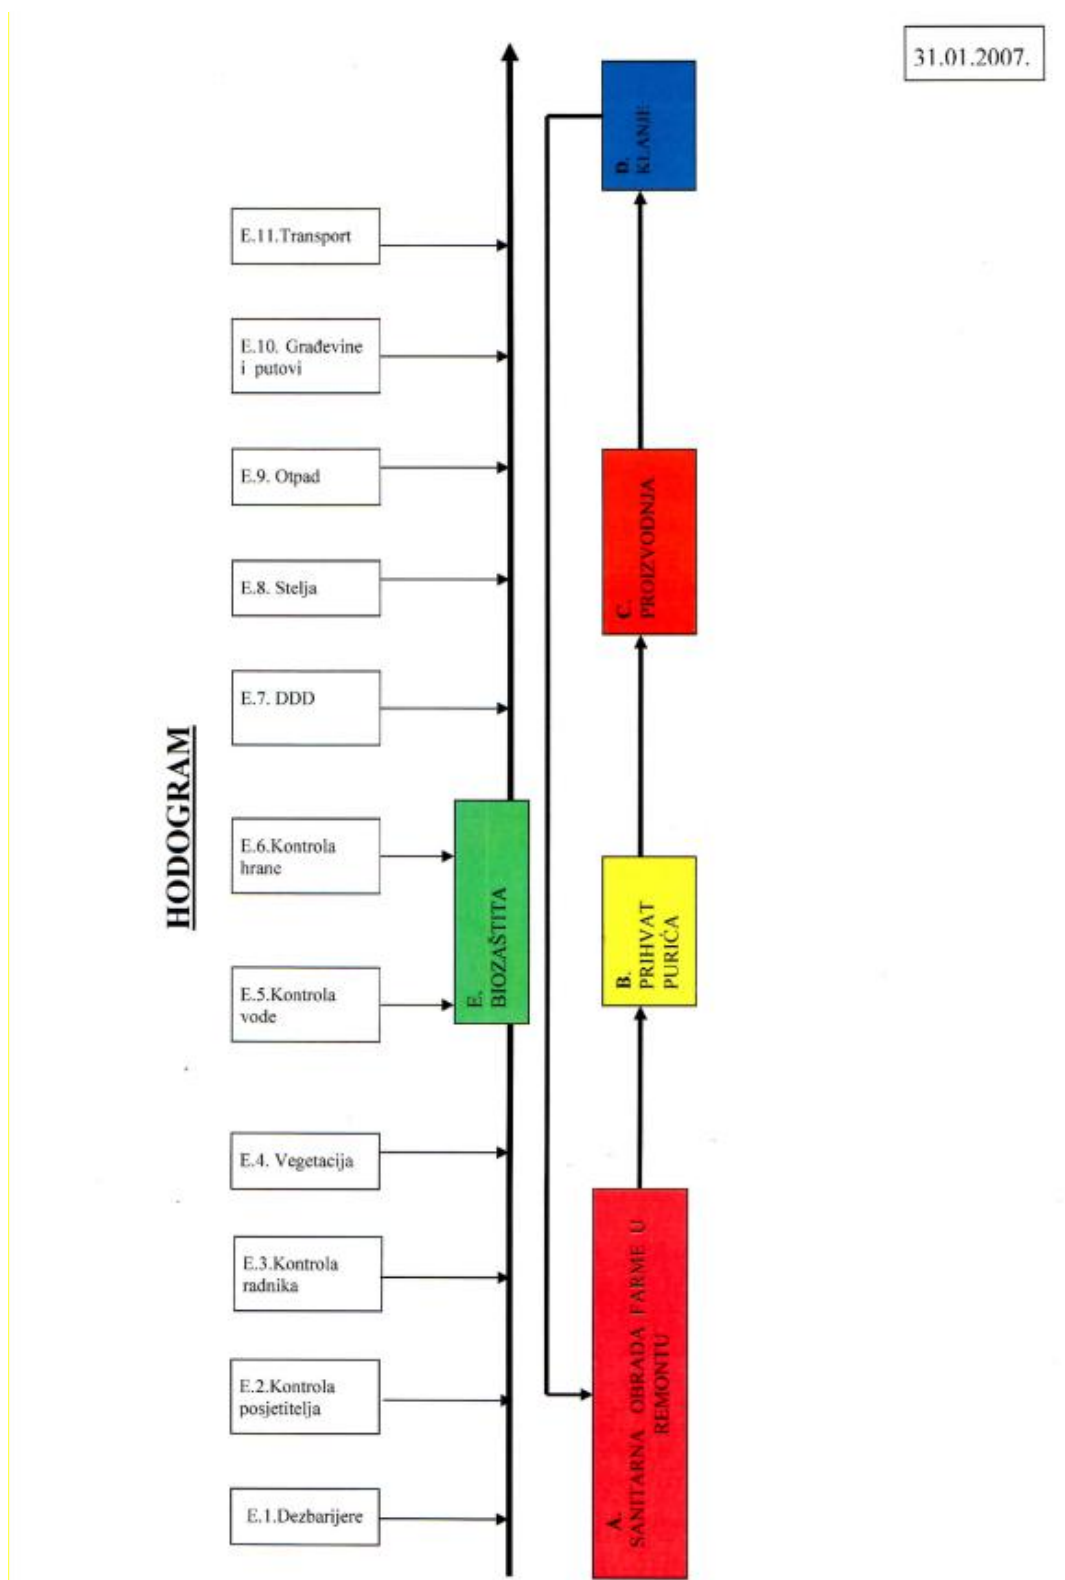 31.01.2007.
HODOGRAM
E.11.Transport
E.10. Građevine
i putovi
E.9. Otpad
E.8. Stelja
E.7. DDD
E.6.Kontrola
hrane
E.5.Kontrola
vode
E.4. Vegetacija
E.3.Kontrola
radnika
E.2.Kontrola
posjetitelja
E.1.Dezbarijere
E.
BIOZAŠTITA
D.
KLANJE
C.
PROIZVODNJA
B.
PRIHVAT
PURIĆA
A.
SANITARNA OBRADA FARME U
REMONTU